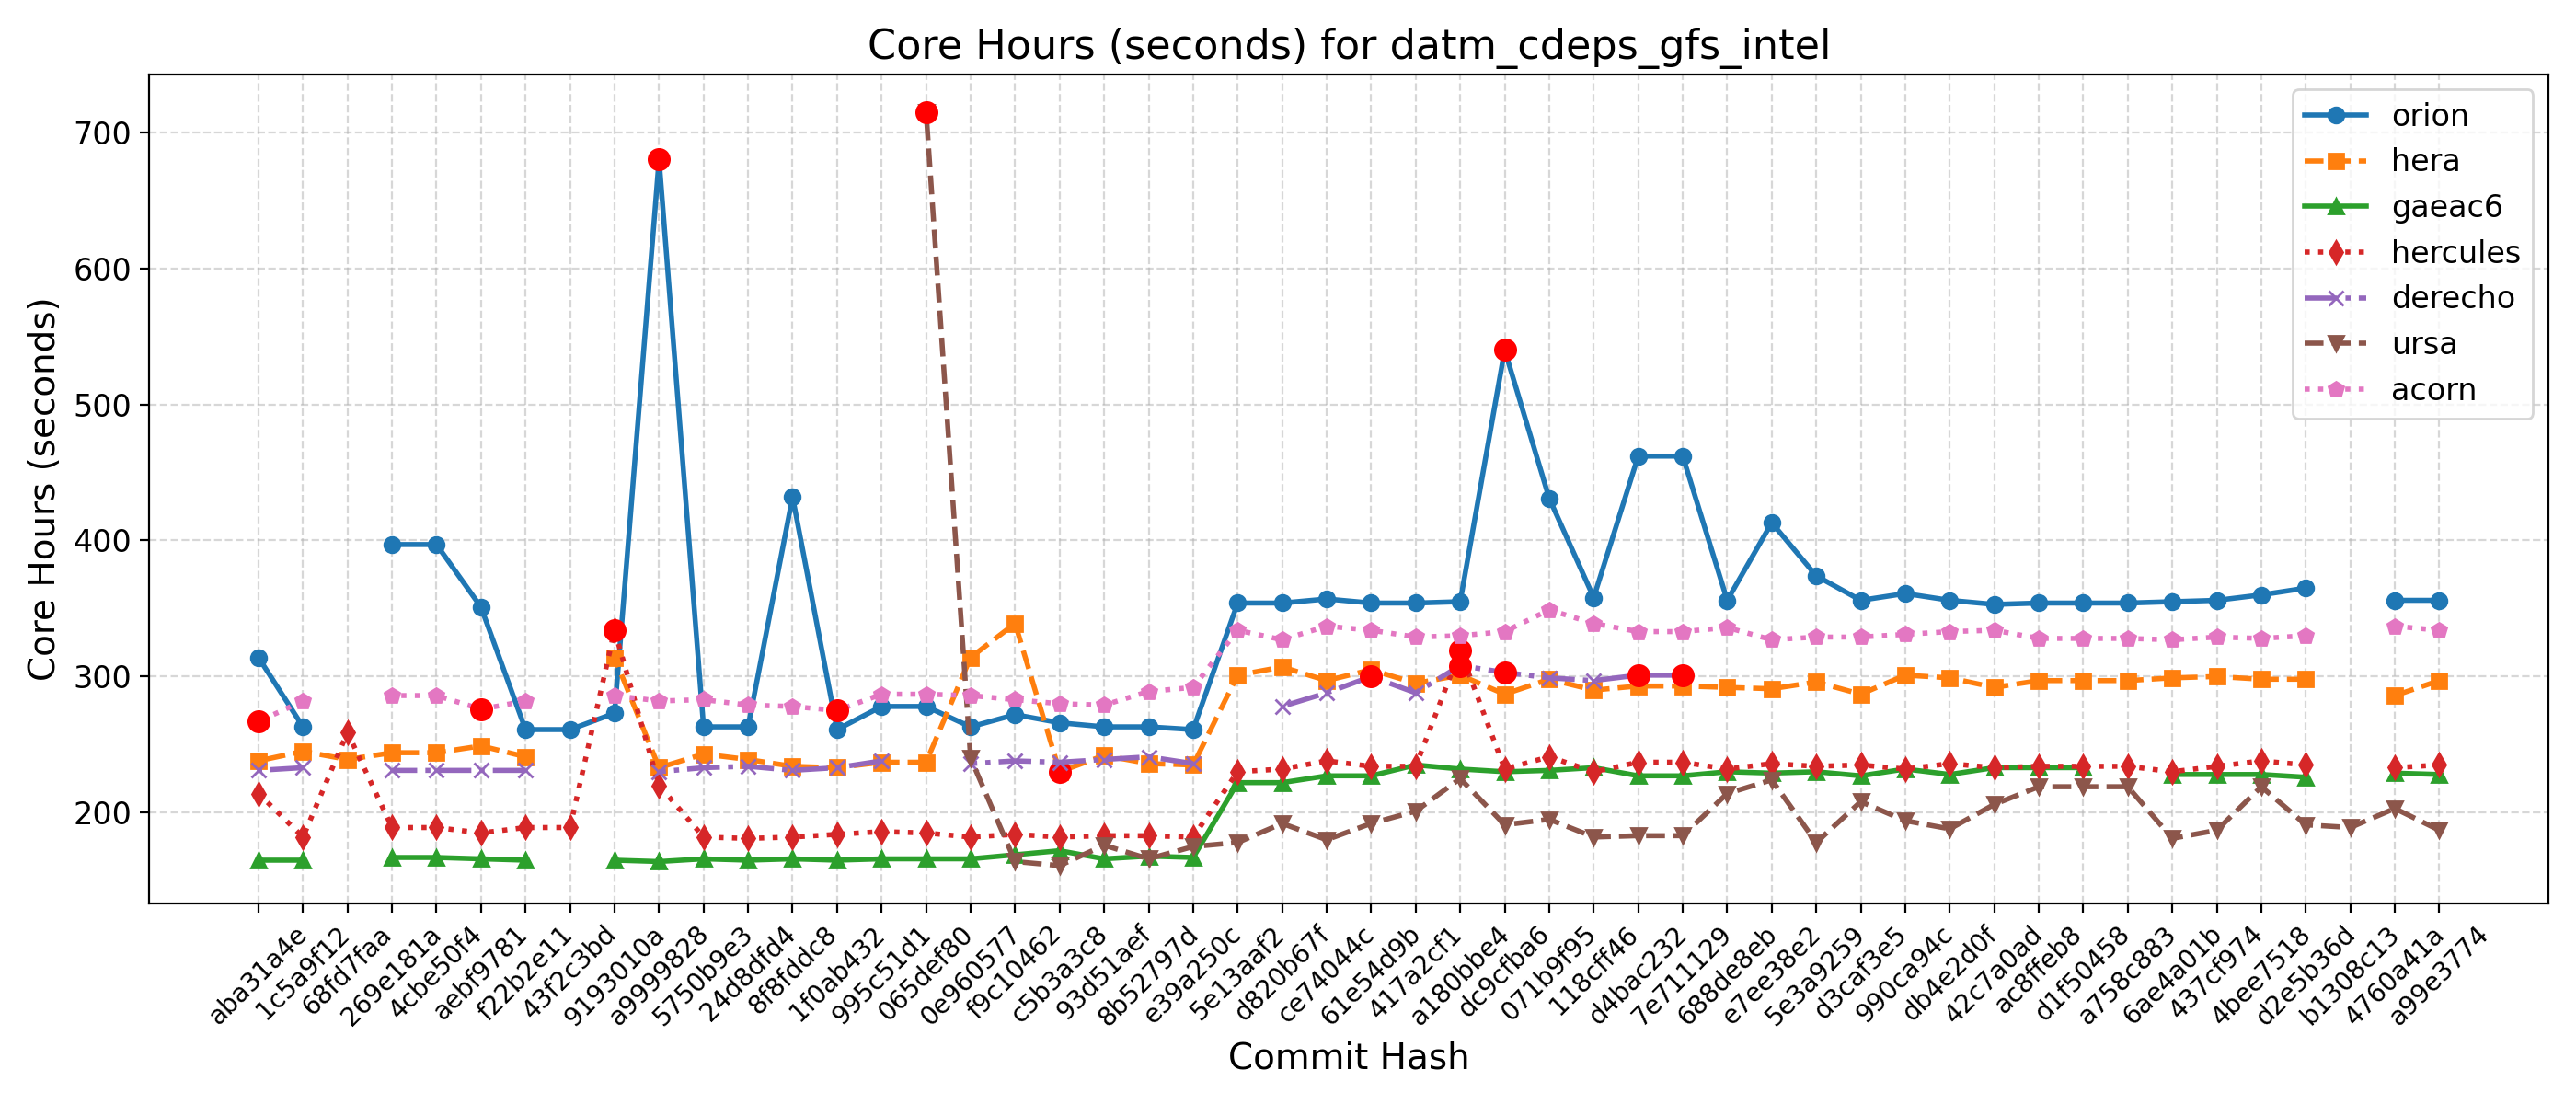 Core Hours (seconds) for datm_cdeps_gfs_intel
Core Hours (seconds)
700
600
500
400
300
200
orion
hera
gaeac6
hercules
derecho
ursa
acorn
aba31a4e
1c5a9f12
68fd7faa
269e181a
4cbe50f4
aebf9781
f22b2e11
43f2c3bd
9193010a
a9999828
5750b9e3
24d8dfd4
8f8fddc8
1f0ab432
995c51d1
065def80
0e960577
f9c10462
c5b3a3c8
93d51aef
8b52797d
e39a250c
5e13aaf2
d820b67f
ce74044c
61e54d9b
417a2cf1
a180bbe4
dc9cfba6
071b9f95
118cff46
d4bac232
7e711129
688de8eb
e7ee38e2
5e3a9259
d3caf3e5
990ca94c
db4e2d0f
42c7a0ad
ac8ffeb8
d1f50458
a758c883
6ae4a01b
437cf974
4bee7518
d2e5b36d
b1308c13
4760a41a
a99e3774
Commit Hash